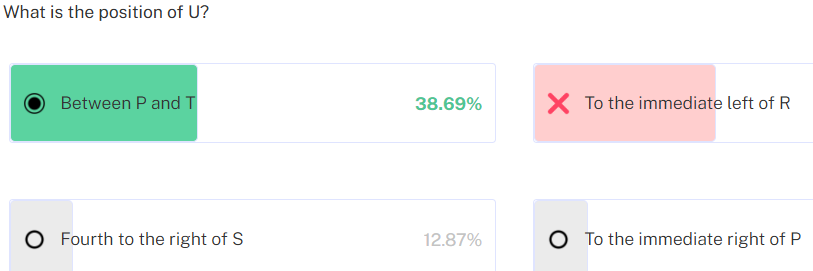 What is the position of U?
Between P and T
38.69%
To the immediate left of R
Fourth to the right of S
12.87%
To the immediate right of P